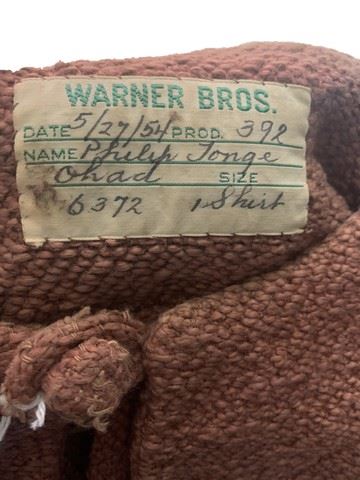 WARNER BROS.
DATE 5/27/54 PROD. 392
NAME Philip Tonge
Ohad SIZE
6372 1 Shirt